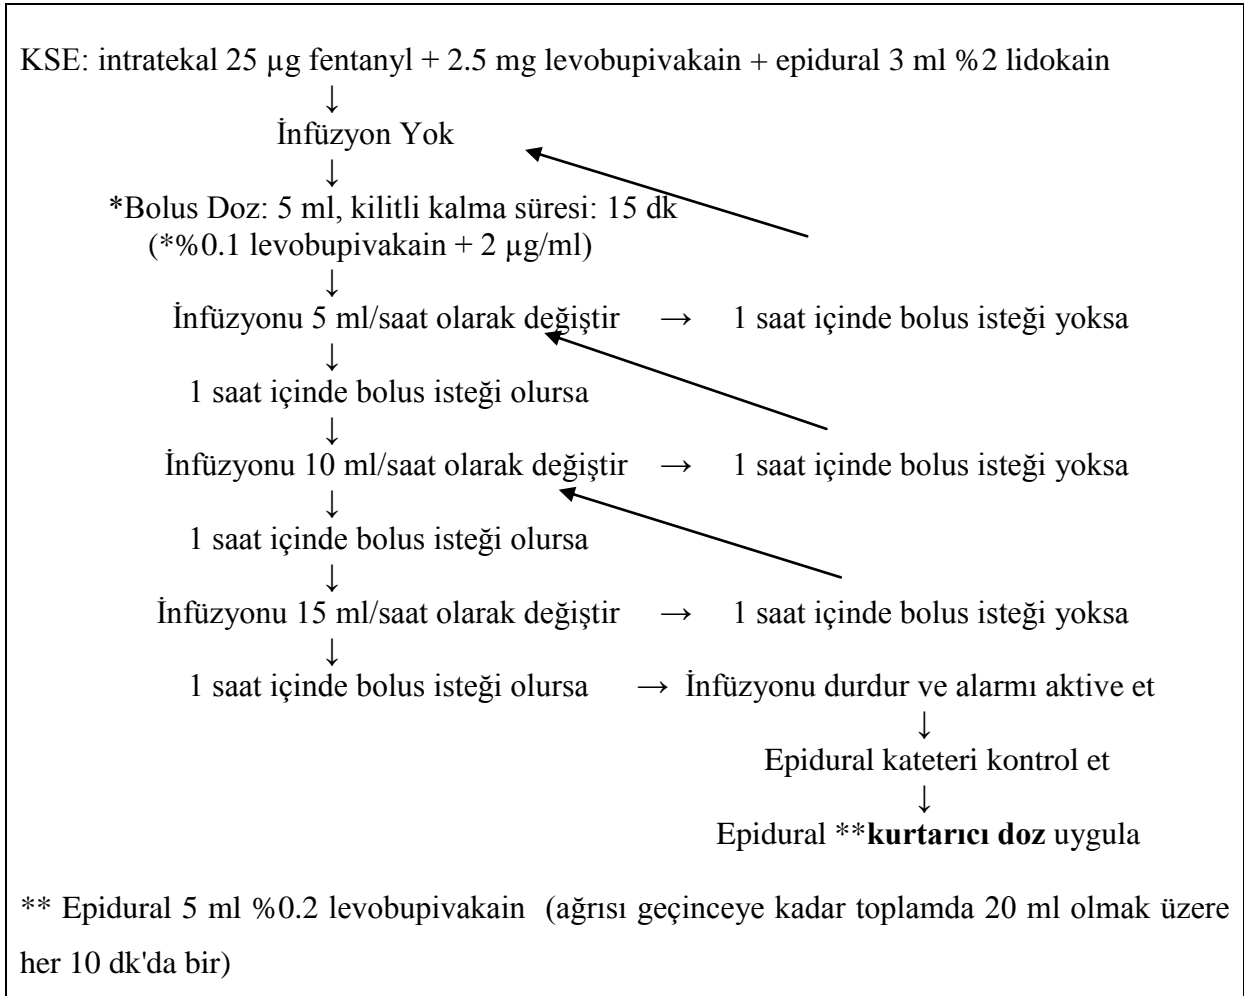 KSE: intratekal 25 µg fentanyl + 2.5 mg levobupivakain + epidural 3 ml %2 lidokain
↓
İnfüzyon Yok
↓
*Bolus Doz: 5 ml, kilitli kalma süresi: 15 dk
(*%0.1 levobupivakain + 2 µg/ml)
↓
İnfüzyonu 5 ml/saat olarak değiştir → 1 saat içinde bolus isteği yoksa
↓
1 saat içinde bolus isteği olursa
↓
İnfüzyonu 10 ml/saat olarak değiştir → 1 saat içinde bolus isteği yoksa
↓
1 saat içinde bolus isteği olursa
↓
İnfüzyonu 15 ml/saat olarak değiştir → 1 saat içinde bolus isteği yoksa
↓
1 saat içinde bolus isteği olursa → İnfüzyonu durdur ve alarmı aktive et
↓
Epidural kateteri kontrol et
↓
Epidural **kurtarıcı doz uygula
** Epidural 5 ml %0.2 levobupivakain (ağrısı geçinceye kadar toplamda 20 ml olmak üzere
her 10 dk'da bir)